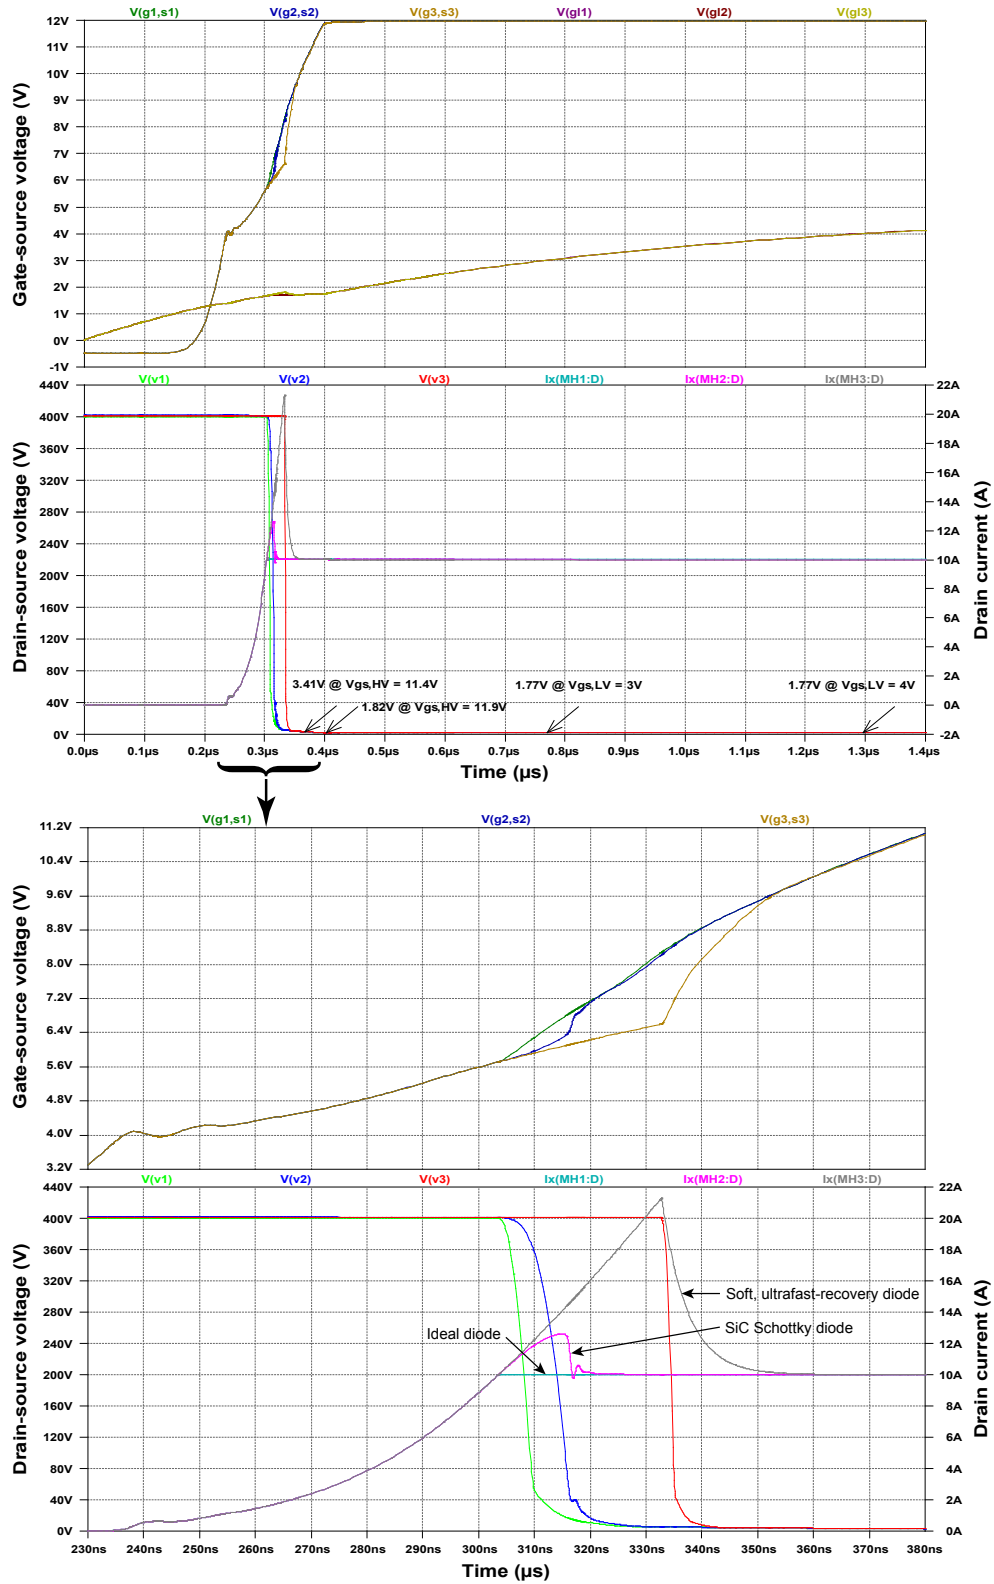 V(g1,s1) V(g2,s2) V(g3,s3) V(gl1) V(gl2) V(gl3)
12V
11V
10V
9V
8V
7V
6V
5V
4V
3V
2V
1V
0V
-1V
Gate-source voltage (V)
V(v1) V(v2) V(v3) Ix(MH1:D) Ix(MH2:D) Ix(MH3:D)
440V
400V
360V
320V
280V
240V
200V
160V
120V
80V
40V
0V
Drain-source voltage (V)
22A
20A
18A
16A
14A
12A
10A
8A
6A
4A
2A
0A
-2A
Drain current (A)
3.41V @ Vgs,HV = 11.4V
1.77V @ Vgs,LV = 3V
1.77V @ Vgs,LV = 4V
1.82V @ Vgs,HV = 11.9V
0.0µs 0.1µs 0.2µs 0.3µs 0.4µs 0.5µs 0.6µs 0.7µs 0.8µs 0.9µs 1.0µs 1.1µs 1.2µs 1.3µs 1.4µs
Time (µs)
V(g1,s1) V(g2,s2) V(g3,s3)
11.2V
10.4V
9.6V
8.8V
8.0V
7.2V
6.4V
5.6V
4.8V
4.0V
3.2V
Gate-source voltage (V)
V(v1) V(v2) V(v3) Ix(MH1:D) Ix(MH2:D) Ix(MH3:D)
440V
400V
360V
320V
280V
240V
200V
160V
120V
80V
40V
0V
Drain-source voltage (V)
22A
20A
18A
16A
14A
12A
10A
8A
6A
4A
2A
0A
Drain current (A)
Soft, ultrafast-recovery diode
SiC Schottky diode
Ideal diode
230ns 240ns 250ns 260ns 270ns 280ns 290ns 300ns 310ns 320ns 330ns 340ns 350ns 360ns 370ns 380ns
Time (µs)